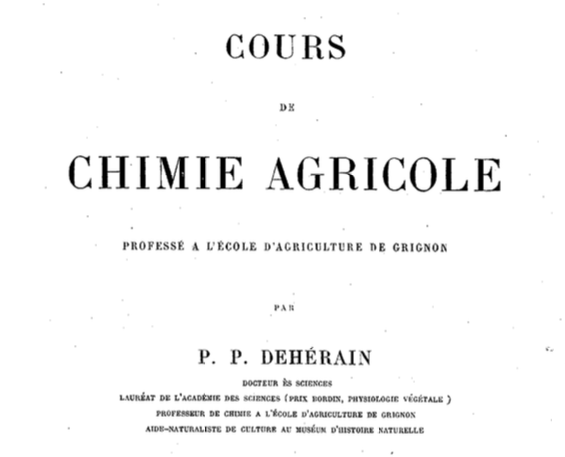 COURS
DE
CHIMIE AGRICOLE
PROFESSÉ A L'ÉCOLE D'AGRICULTURE DE GRIGNON
PAR
P. P. DEHÉRAIN
DOCTEUR ÈS SCIENCES
LAURÉAT DE L'ACADÉMIE DES SCIENCES (PRIX BORDIN, PHYSIOLOGIE VÉGÉTALE )
PROFESSEUR DE CHIMIE A L'ÉCOLE D'AGRICULTURE DE GRIGNON
AIDE-NATURALISTE DE CULTURE AU MUSÉUM D'HISTOIRE NATURELLE